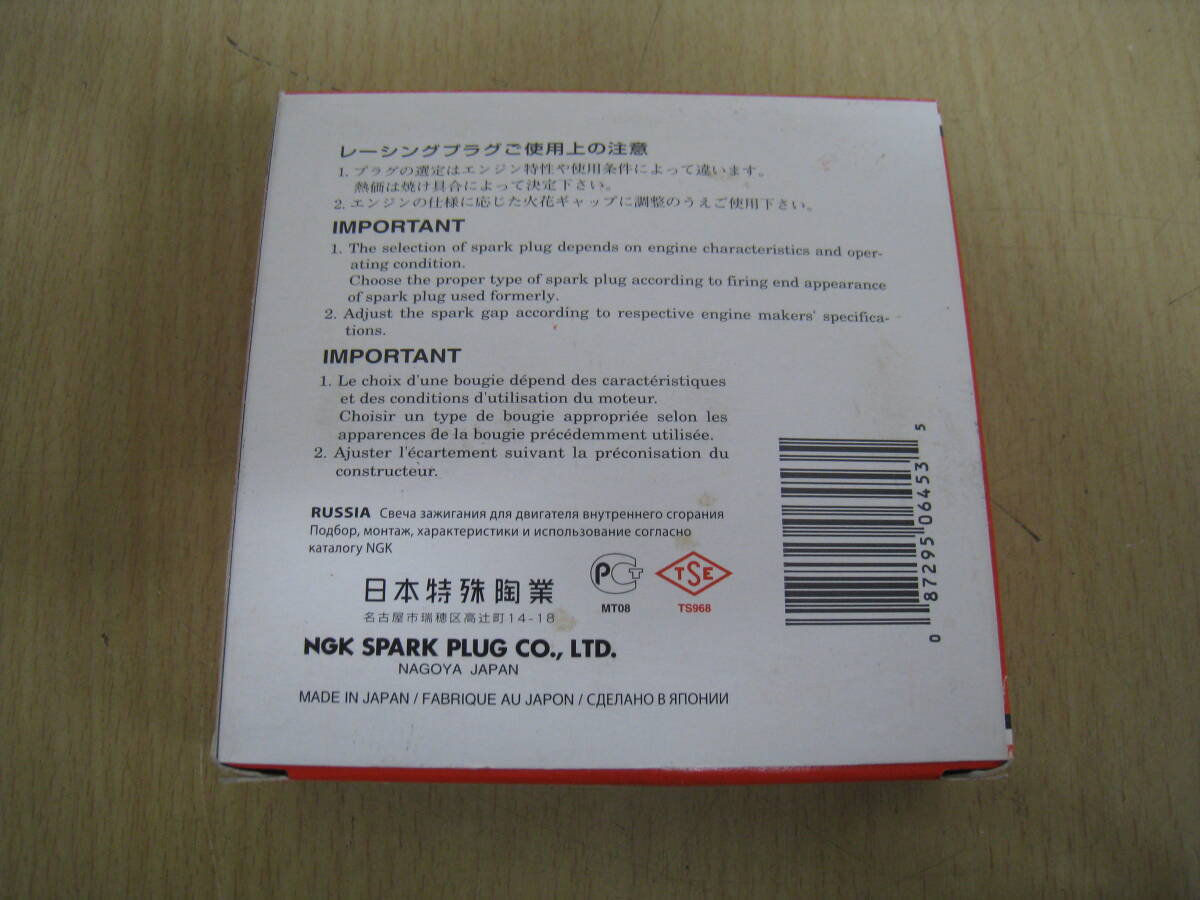 レーシングプラグご使用上の注意
1. プラグの選定はエンジン特性や使用条件によって違います。
熱価は焼け具合によって決定下さい。
2. エンジンの仕様に応じた火花ギャップに調整のうえご使用下さい。
IMPORTANT
1. The selection of spark plug depends on engine characteristics and oper-
ating condition.
Choose the proper type of spark plug according to firing end appearance
of spark plug used formerly.
2. Adjust the spark gap according to respective engine makers' specifica-
tions.
IMPORTANT
1. Le choix d'une bougie dépend des caractéristiques
et des conditions d'utilisation du moteur.
Choisir un type de bougie appropriée selon les
apparences de la bougie précédemment utilisée.
2. Ajuster l'écartement suivant la préconisation du
constructeur.
RUSSIA Свеча зажигания для двигателя внутреннего сгорания
Подбор, монтаж, характеристики и использование согласно
каталогу NGK
日本特殊陶業
名古屋市瑞穂区高辻町14-18
PCT
MT08
TSE
TS968
NGK SPARK PLUG CO., LTD.
NAGOYA JAPAN
MADE IN JAPAN / FABRIQUE AU JAPON / СДЕЛАНО В ЯПОНИИ
0 87295 06453 5